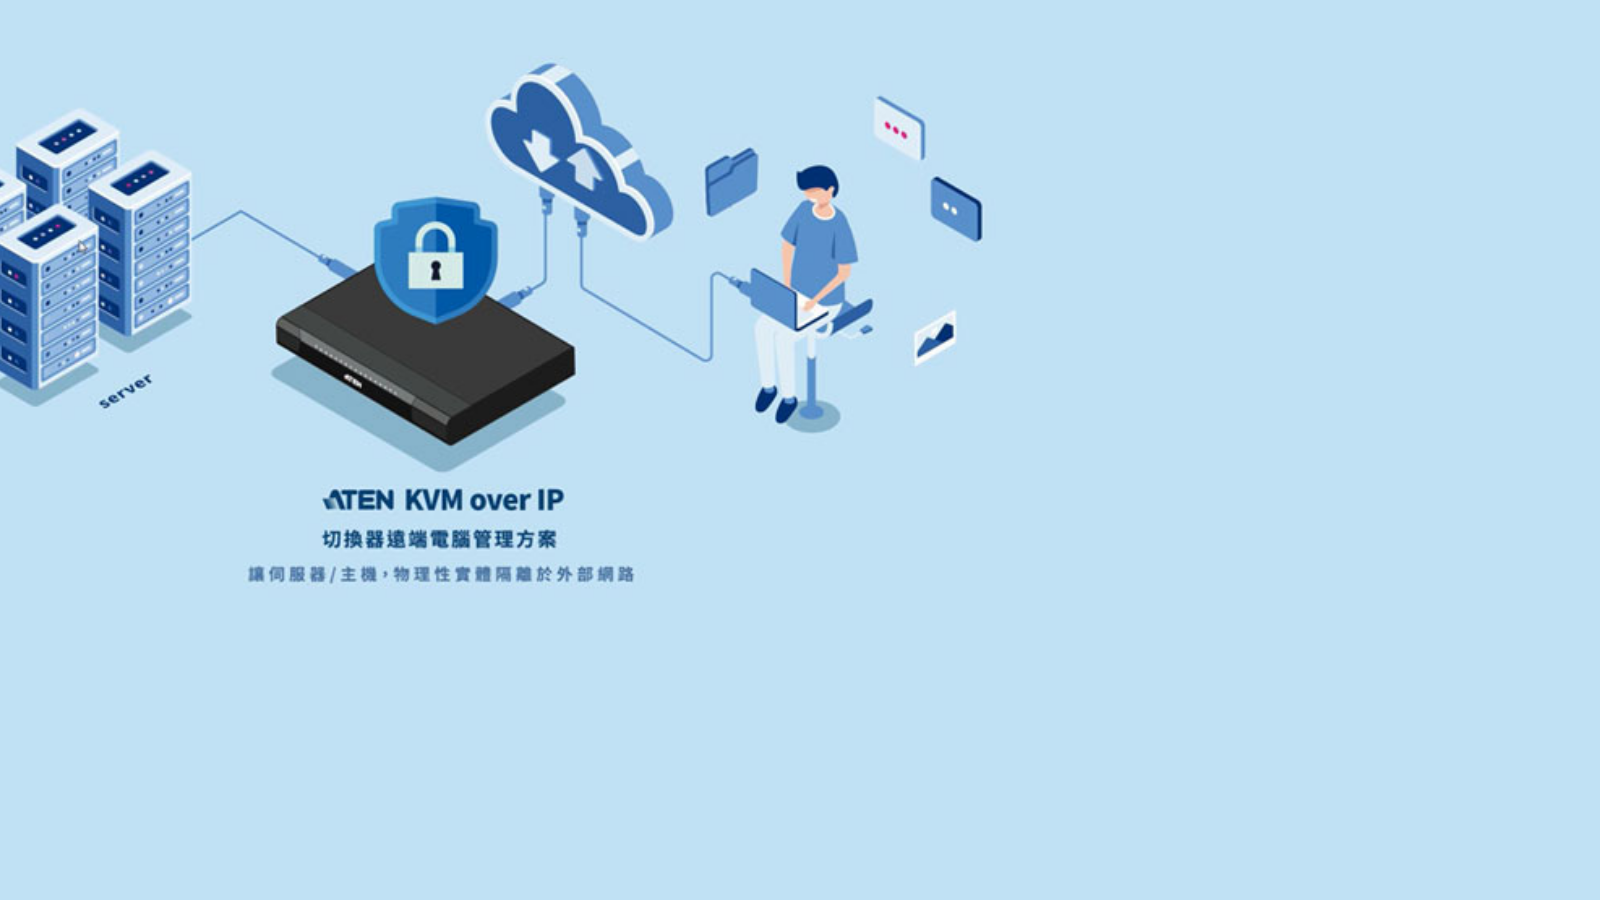 server
ATEN
ATEN KVM over IP
切換器遠端電腦管理方案
讓伺服器/主機,物理性實體隔離於外部網路